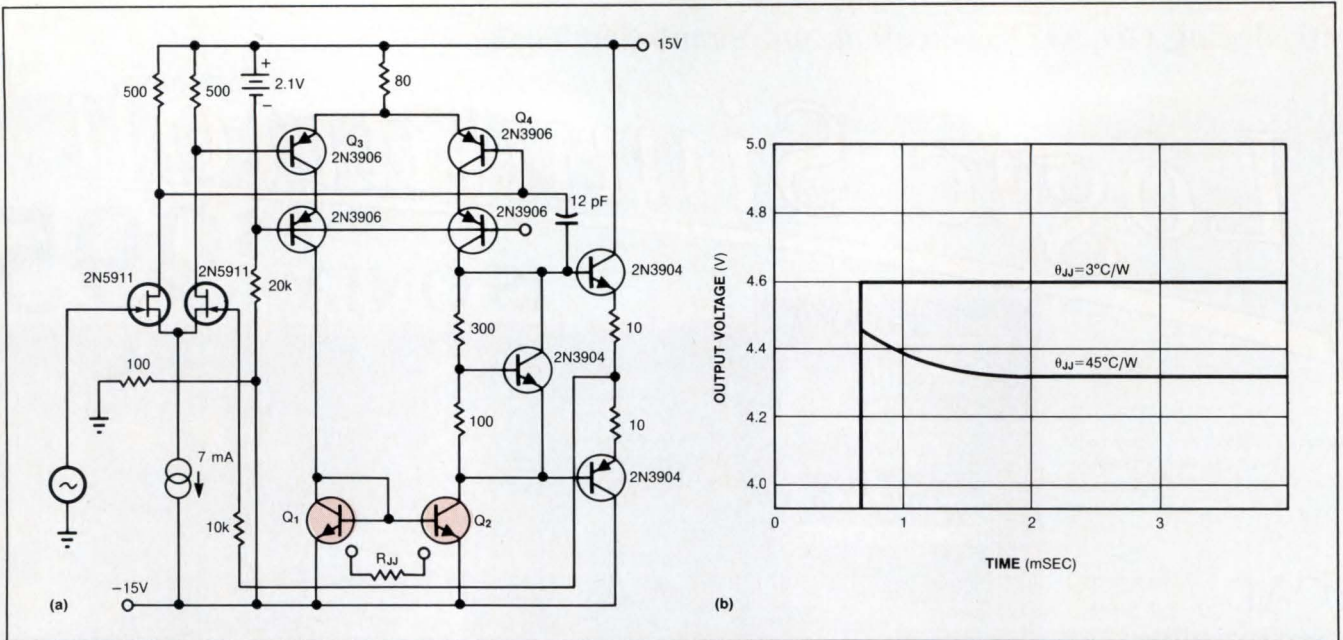 15V
+
500
500
2.1V
−
80
Q3
2N3906
Q4
2N3906
2N3906
2N3906
12 pF
2N5911
2N5911
20k
2N3904
10
300
2N3904
100
100
10
7 mA
2N3904
10k
Q1
Q2
RJJ
−15V
(a)
OUTPUT VOLTAGE (V)
5.0
4.8
4.6
4.4
4.2
4.0
θJJ=3°C/W
θJJ=45°C/W
0
1
2
3
TIME (mSEC)
(b)